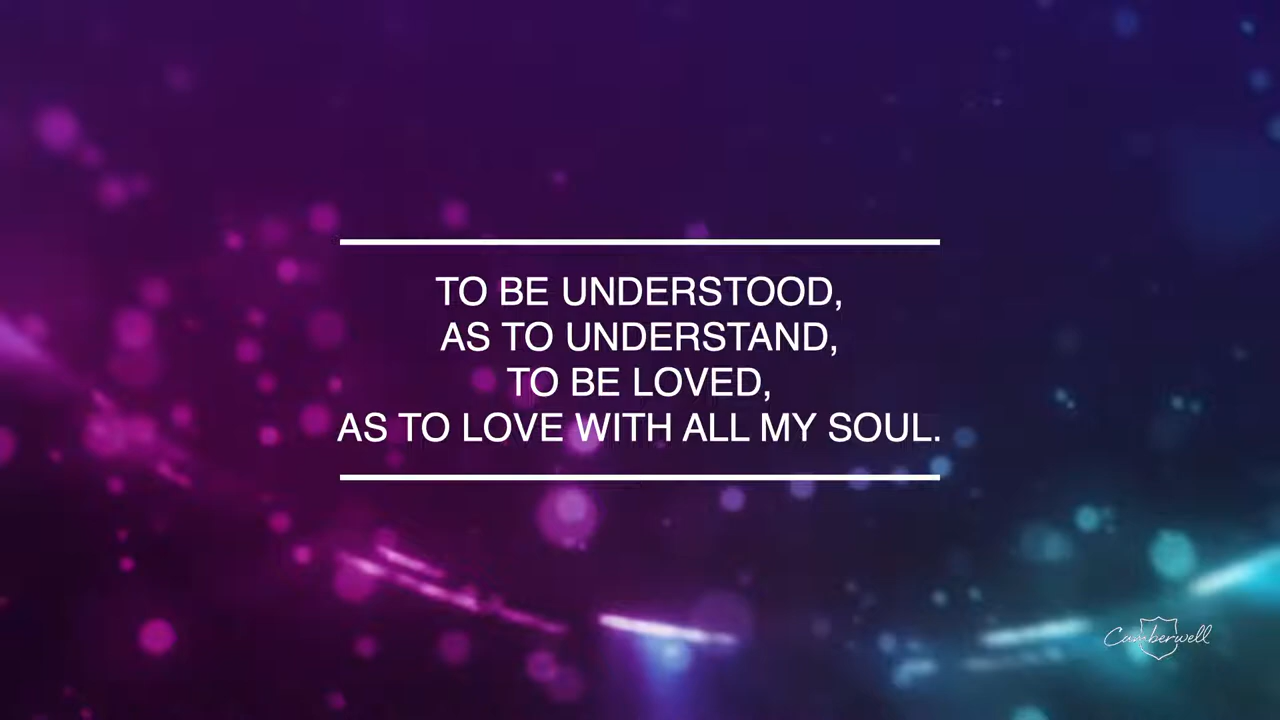 TO BE UNDERSTOOD,
AS TO UNDERSTAND,
TO BE LOVED,
AS TO LOVE WITH ALL MY SOUL.
Camberwell